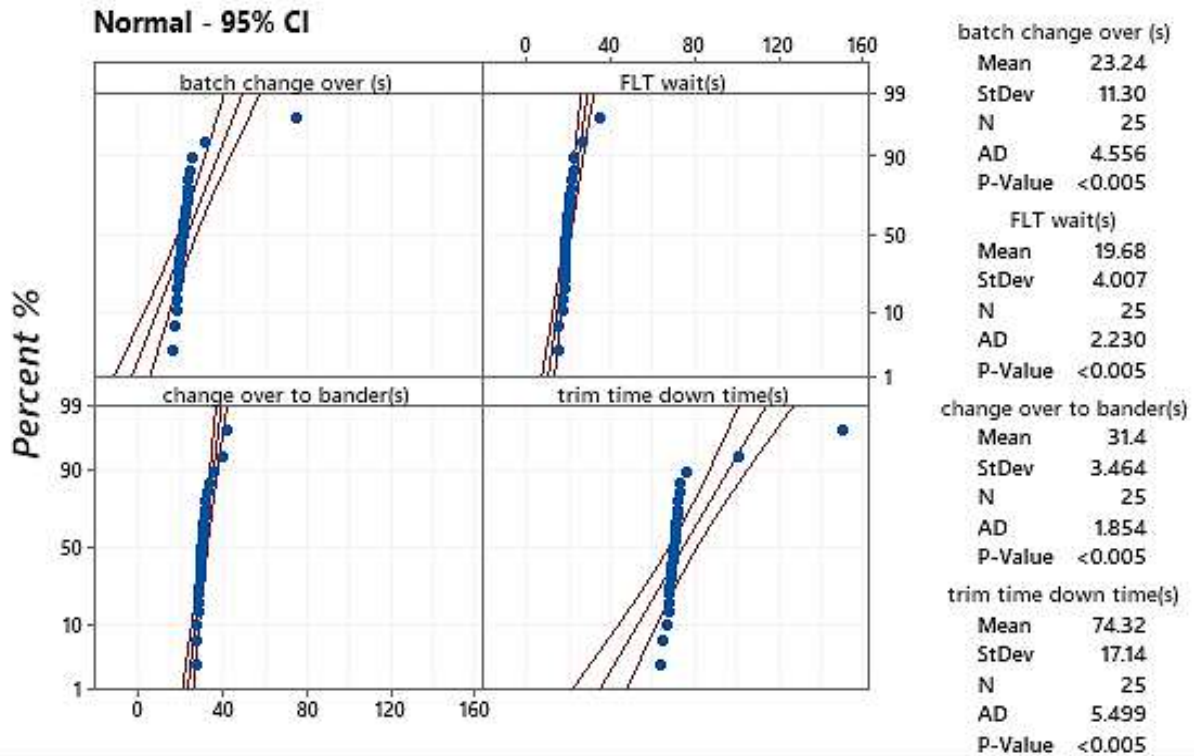 Normal - 95% CI
0 40 80 120 160
batch change over (s)
FLT wait(s)
99
90
50
10
1
Percent %
change over to bander(s)
trim time down time(s)
99
90
50
10
1
0 40 80 120 160
batch change over (s)
Mean 23.24
StDev 11.30
N 25
AD 4.556
P-Value <0.005
FLT wait(s)
Mean 19.68
StDev 4.007
N 25
AD 2.230
P-Value <0.005
change over to bander(s)
Mean 31.4
StDev 3.464
N 25
AD 1.854
P-Value <0.005
trim time down time(s)
Mean 74.32
StDev 17.14
N 25
AD 5.499
P-Value <0.005